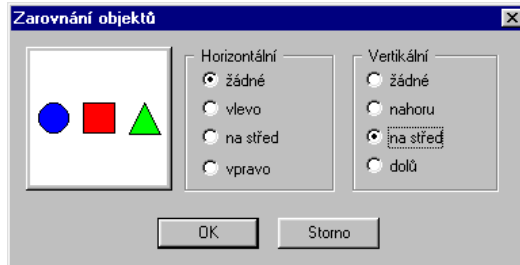 Zarovnání objektů
Horizontální
žádné
vlevo
na střed
vpravo
Vertikální
žádné
nahoru
na střed
dolů
OK
Storno